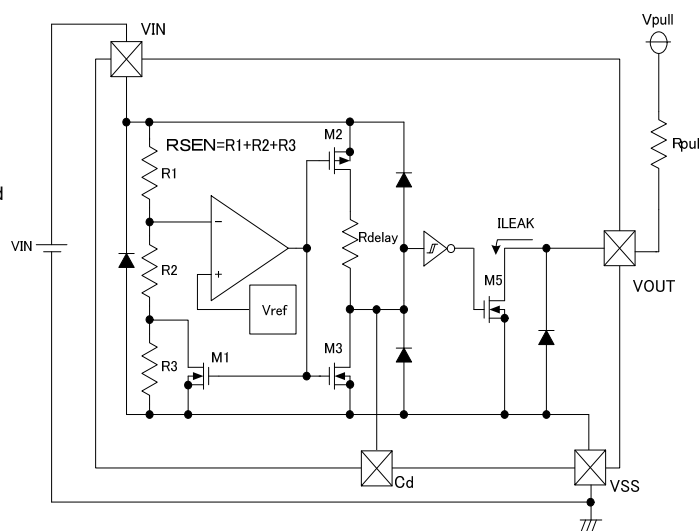 Vpull
VIN
RSEN=R1+R2+R3
M2
R1
Rpul
d
−
ILEAK
Rdelay
VIN
R2
+
M5
VOUT
Vref
M3
R3
M1
Cd
VSS